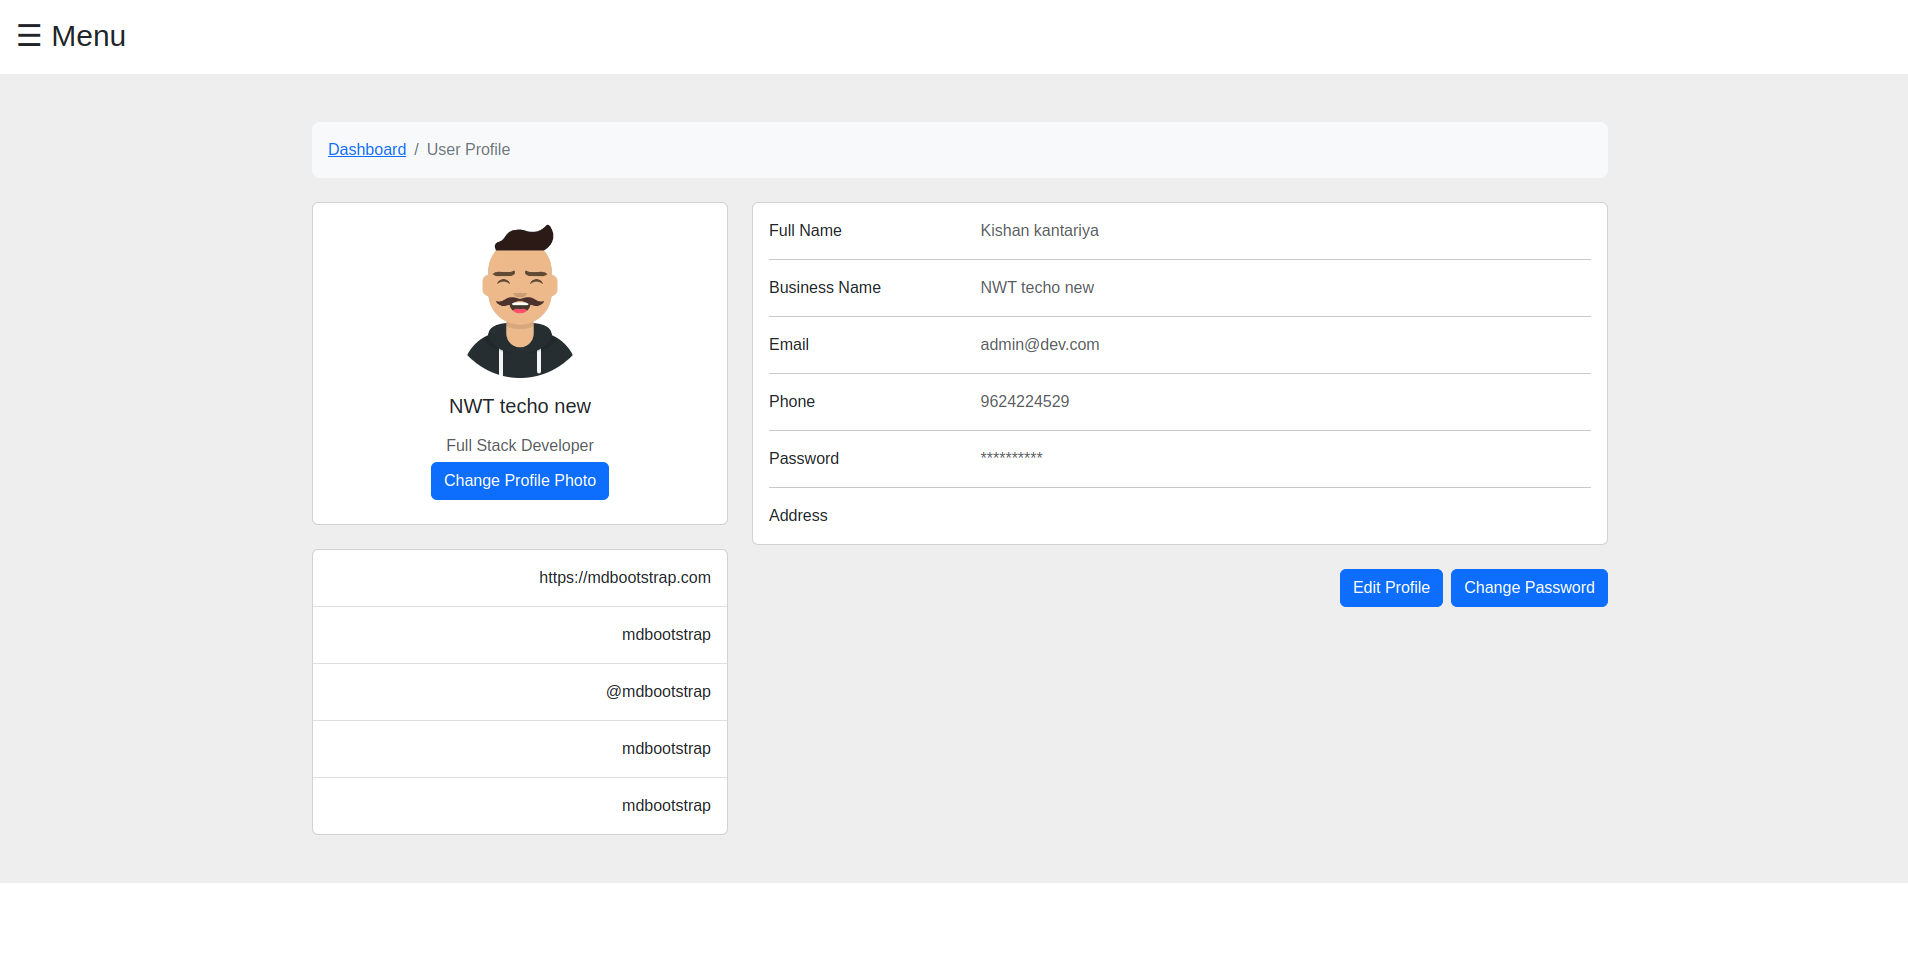 ☰ Menu
Dashboard / User Profile
NWT techo new
Full Stack Developer
Change Profile Photo
https://mdbootstrap.com
mdbootstrap
@mdbootstrap
mdbootstrap
mdbootstrap
Full Name Kishan kantariya
Business Name NWT techo new
Email admin@dev.com
Phone 9624224529
Password **********
Address
Edit Profile Change Password